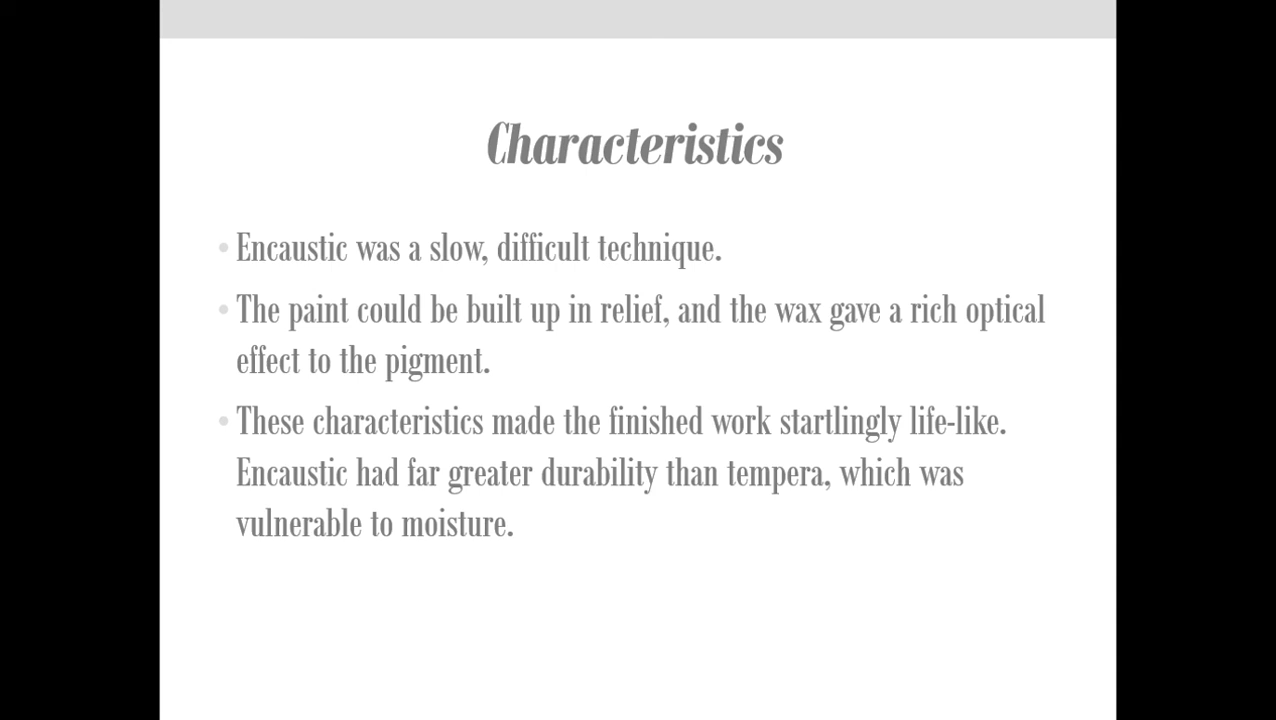 Characteristics
• Encaustic was a slow, difficult technique.
• The paint could be built up in relief, and the wax gave a rich optical
effect to the pigment.
• These characteristics made the finished work startlingly life-like.
Encaustic had far greater durability than tempera, which was
vulnerable to moisture.